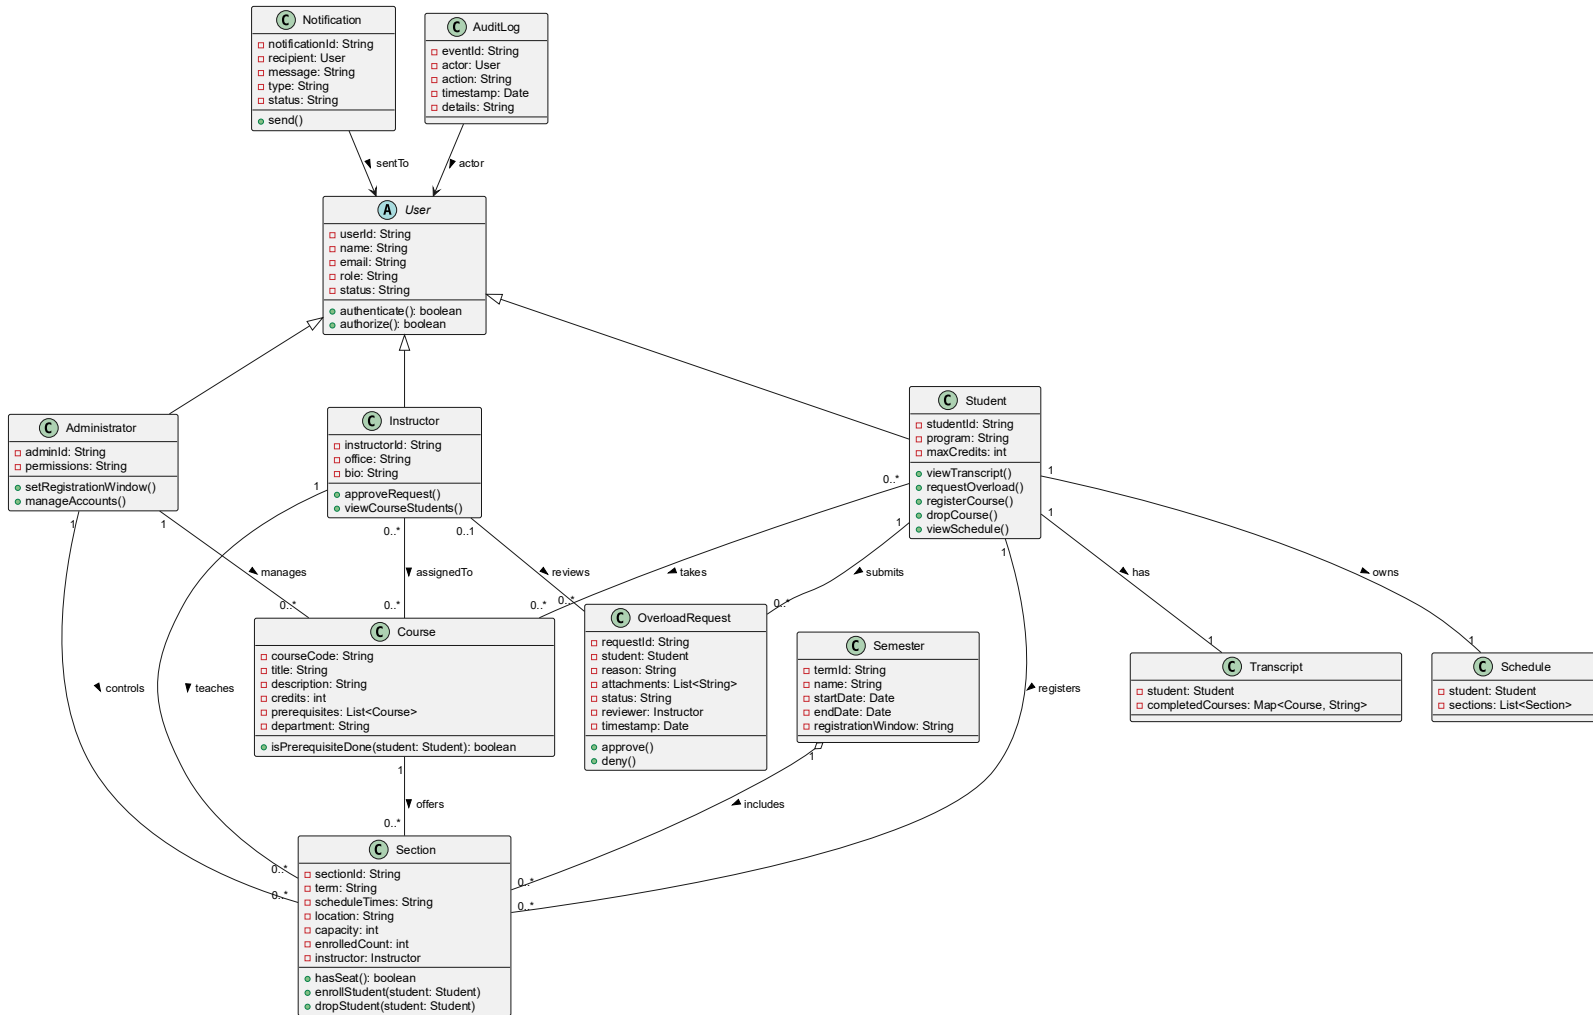 C Notification
notificationId: String
recipient: User
message: String
type: String
status: String
send()
C AuditLog
eventId: String
actor: User
action: String
timestamp: Date
details: String
sentTo
actor
A User
userId: String
name: String
email: String
role: String
status: String
authenticate(): boolean
authorize(): boolean
C Administrator
adminId: String
permissions: String
setRegistrationWindow()
manageAccounts()
C Instructor
instructorId: String
office: String
bio: String
approveRequest()
viewCourseStudents()
C Student
studentId: String
program: String
maxCredits: int
viewTranscript()
requestOverload()
registerCourse()
dropCourse()
viewSchedule()
1
1
1
0..*
0..1
0..*
1
1
1
1
manages
assignedTo
reviews
takes
submits
has
owns
0..*
0..*
0..*
0..*
0..*
1
1
C Course
courseCode: String
title: String
description: String
credits: int
prerequisites: List<Course>
department: String
isPrerequisiteDone(student: Student): boolean
C OverloadRequest
requestId: String
student: Student
reason: String
attachments: List<String>
status: String
reviewer: Instructor
timestamp: Date
approve()
deny()
C Semester
termId: String
name: String
startDate: Date
endDate: Date
registrationWindow: String
C Transcript
student: Student
completedCourses: Map<Course, String>
C Schedule
student: Student
sections: List<Section>
controls
teaches
registers
1
1
offers
includes
0..*
0..*
0..*
0..*
0..*
C Section
sectionId: String
term: String
scheduleTimes: String
location: String
capacity: int
enrolledCount: int
instructor: Instructor
hasSeat(): boolean
enrollStudent(student: Student)
dropStudent(student: Student)